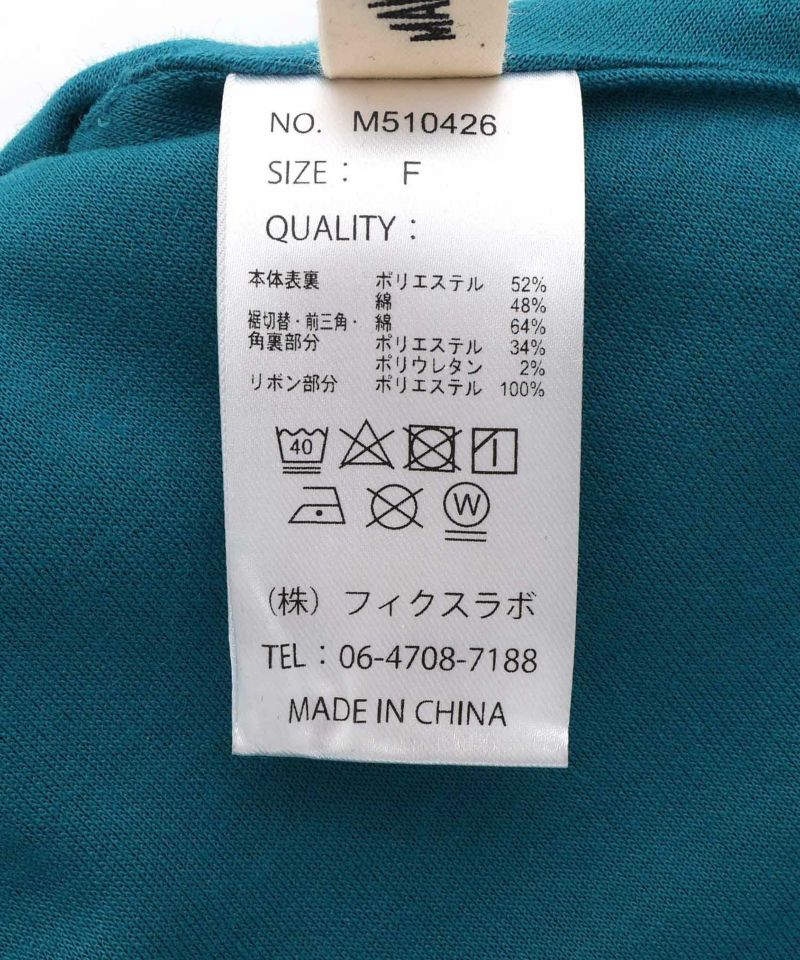 NO. M510426
SIZE : F
QUALITY :
本体表裏 ポリエステル 52%
綿 48%
裾切替・前三角・ 綿 64%
角裏部分 ポリエステル 34%
ポリウレタン 2%
リボン部分 ポリエステル 100%
40
W
(株) フィクスラボ
TEL : 06-4708-7188
MADE IN CHINA